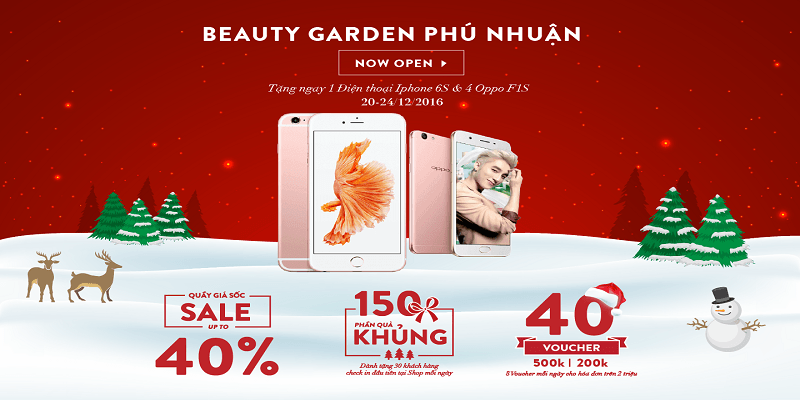 BEAUTY GARDEN PHÚ NHUẬN
NOW OPEN
Tặng ngay 1 Điện thoại Iphone 6S & 4 Oppo F1S
20-24/12/2016
oppo
QUẦY GIÁ SỐC
SALE
UP TO
40%
150
PHẦN QUÀ
KHỦNG
Dành tặng 30 khách hàng
check in đầu tiên tại Shop mỗi ngày
40
VOUCHER
500k | 200k
8 Voucher mỗi ngày cho hóa đơn trên 2 triệu